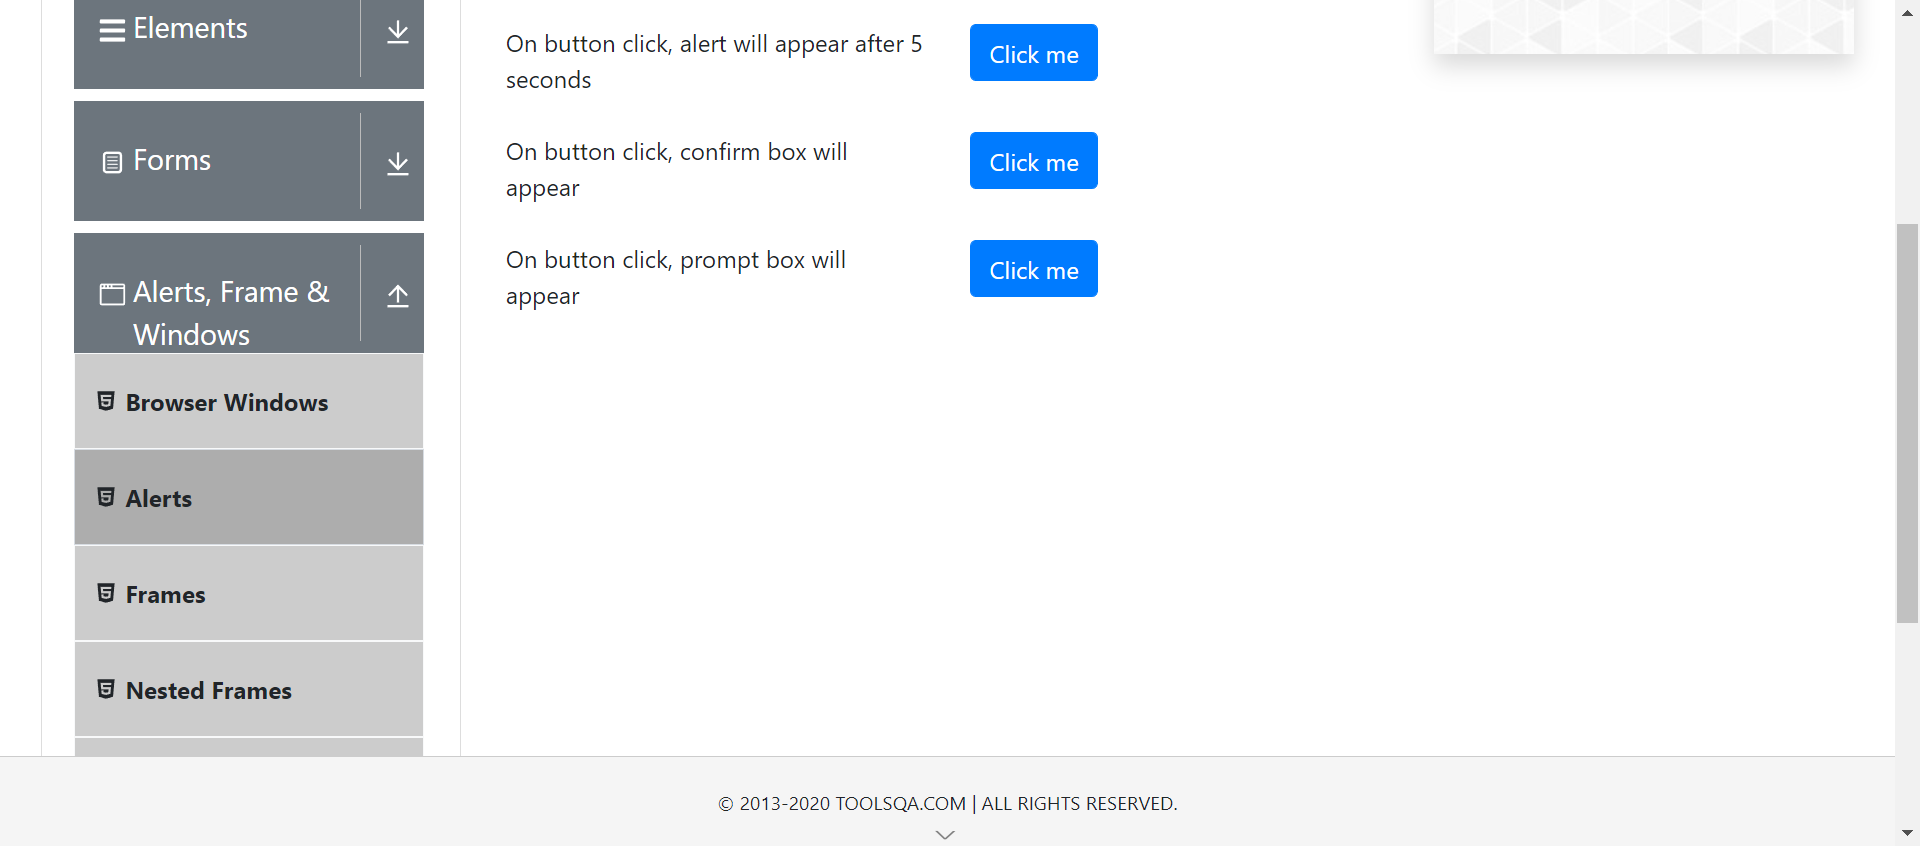 Elements
Forms
Alerts, Frame &
Windows
Browser Windows
Alerts
Frames
Nested Frames
On button click, alert will appear after 5
seconds
Click me
On button click, confirm box will
appear
Click me
On button click, prompt box will
appear
Click me
© 2013-2020 TOOLSQA.COM | ALL RIGHTS RESERVED.